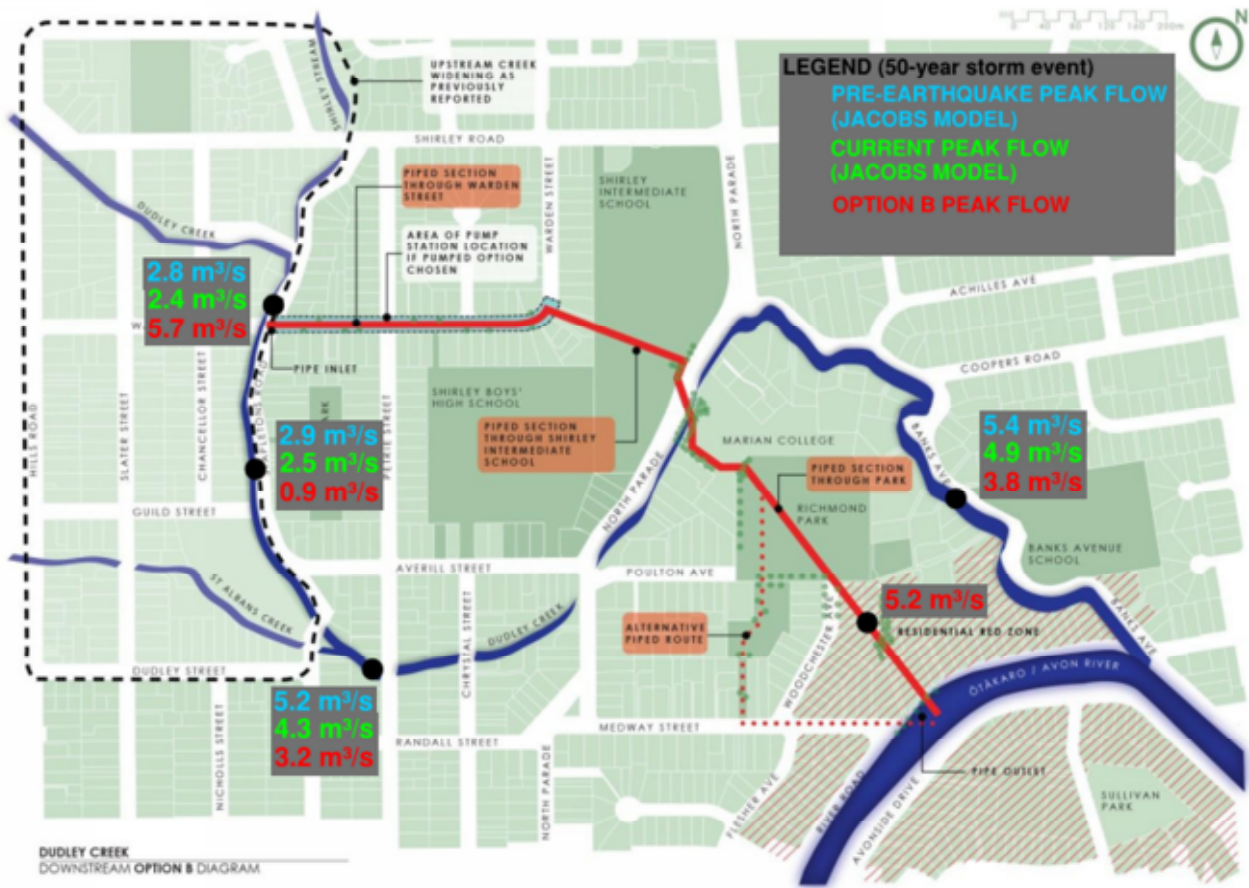 N
0 40 80 120 160 200m
LEGEND (50-year storm event)
PRE-EARTHQUAKE PEAK FLOW
(JACOBS MODEL)
CURRENT PEAK FLOW
(JACOBS MODEL)
OPTION B PEAK FLOW
UPSTREAM CREEK
WIDENING AS
PREVIOUSLY
REPORTED
SHIRLEY STREAM
SHIRLEY ROAD
PIPED SECTION
THROUGH WARDEN
STREET
AREA OF PUMP
STATION LOCATION
IF PUMPED OPTION
CHOSEN
WARDEN STREET
SHIRLEY
INTERMEDIATE
SCHOOL
NORTH PARADE
DUDLEY CREEK
2.8 m³/s
2.4 m³/s
5.7 m³/s
ACHILLES AVE
COOPERS ROAD
PIPE INLET
HILLS ROAD
SLATER STREET
CHANCELLOR STREET
PETRIE STREET
SHIRLEY BOYS'
HIGH SCHOOL
2.9 m³/s
2.5 m³/s
0.9 m³/s
PIPED SECTION
THROUGH SHIRLEY
INTERMEDIATE
SCHOOL
NORTH PARADE
MARIAN COLLEGE
PIPED SECTION
THROUGH PARK
RICHMOND
PARK
BANKS AVE
5.4 m³/s
4.9 m³/s
3.8 m³/s
BANKS AVENUE
SCHOOL
BANKS AVE
GUILD STREET
ST ALBANS CREEK
AVERILL STREET
POULTON AVE
DUDLEY CREEK
CHRYSTAL STREET
ALTERNATIVE
PIPED ROUTE
WOODCHESTER AVE
5.2 m³/s
RESIDENTIAL RED ZONE
ŌTĀKARO / AVON RIVER
DUDLEY STREET
5.2 m³/s
4.3 m³/s
3.2 m³/s
NICHOLLS STREET
RANDALL STREET
NORTH PARADE
MEDWAY STREET
FLESHER AVE
RIVER ROAD
AVONSIDE DRIVE
PIPE OUTLET
SULLIVAN
PARK
DUDLEY CREEK
DOWNSTREAM OPTION B DIAGRAM